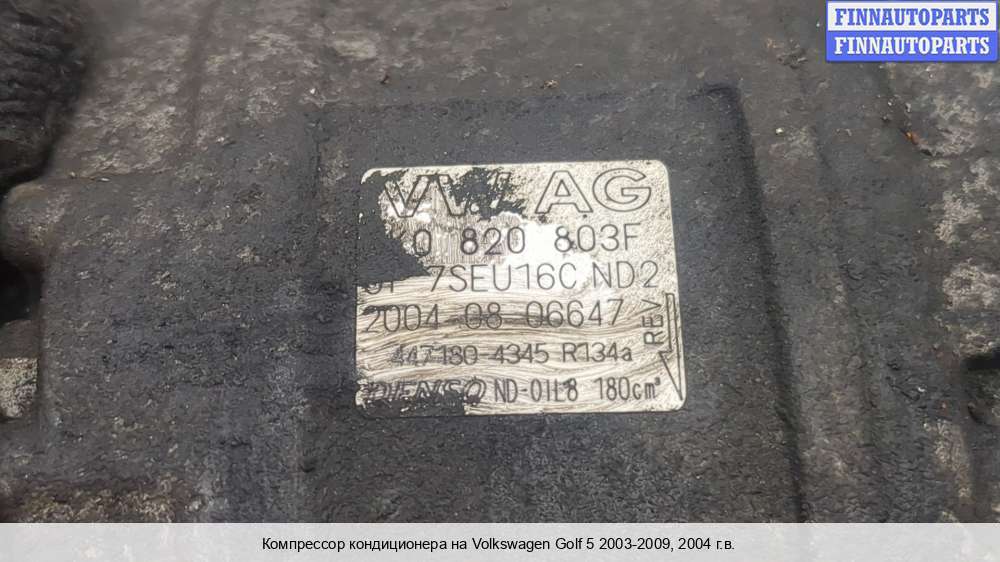 FINNAUTOPARTS
FINNAUTOPARTS
VW AG
0 820 803F
7SEU16C ND2
2004-08-06647
447180-4345 R134a
DENSO ND-OIL8 180cm³
REV
Компрессор кондиционера на Volkswagen Golf 5 2003-2009, 2004 г.в.